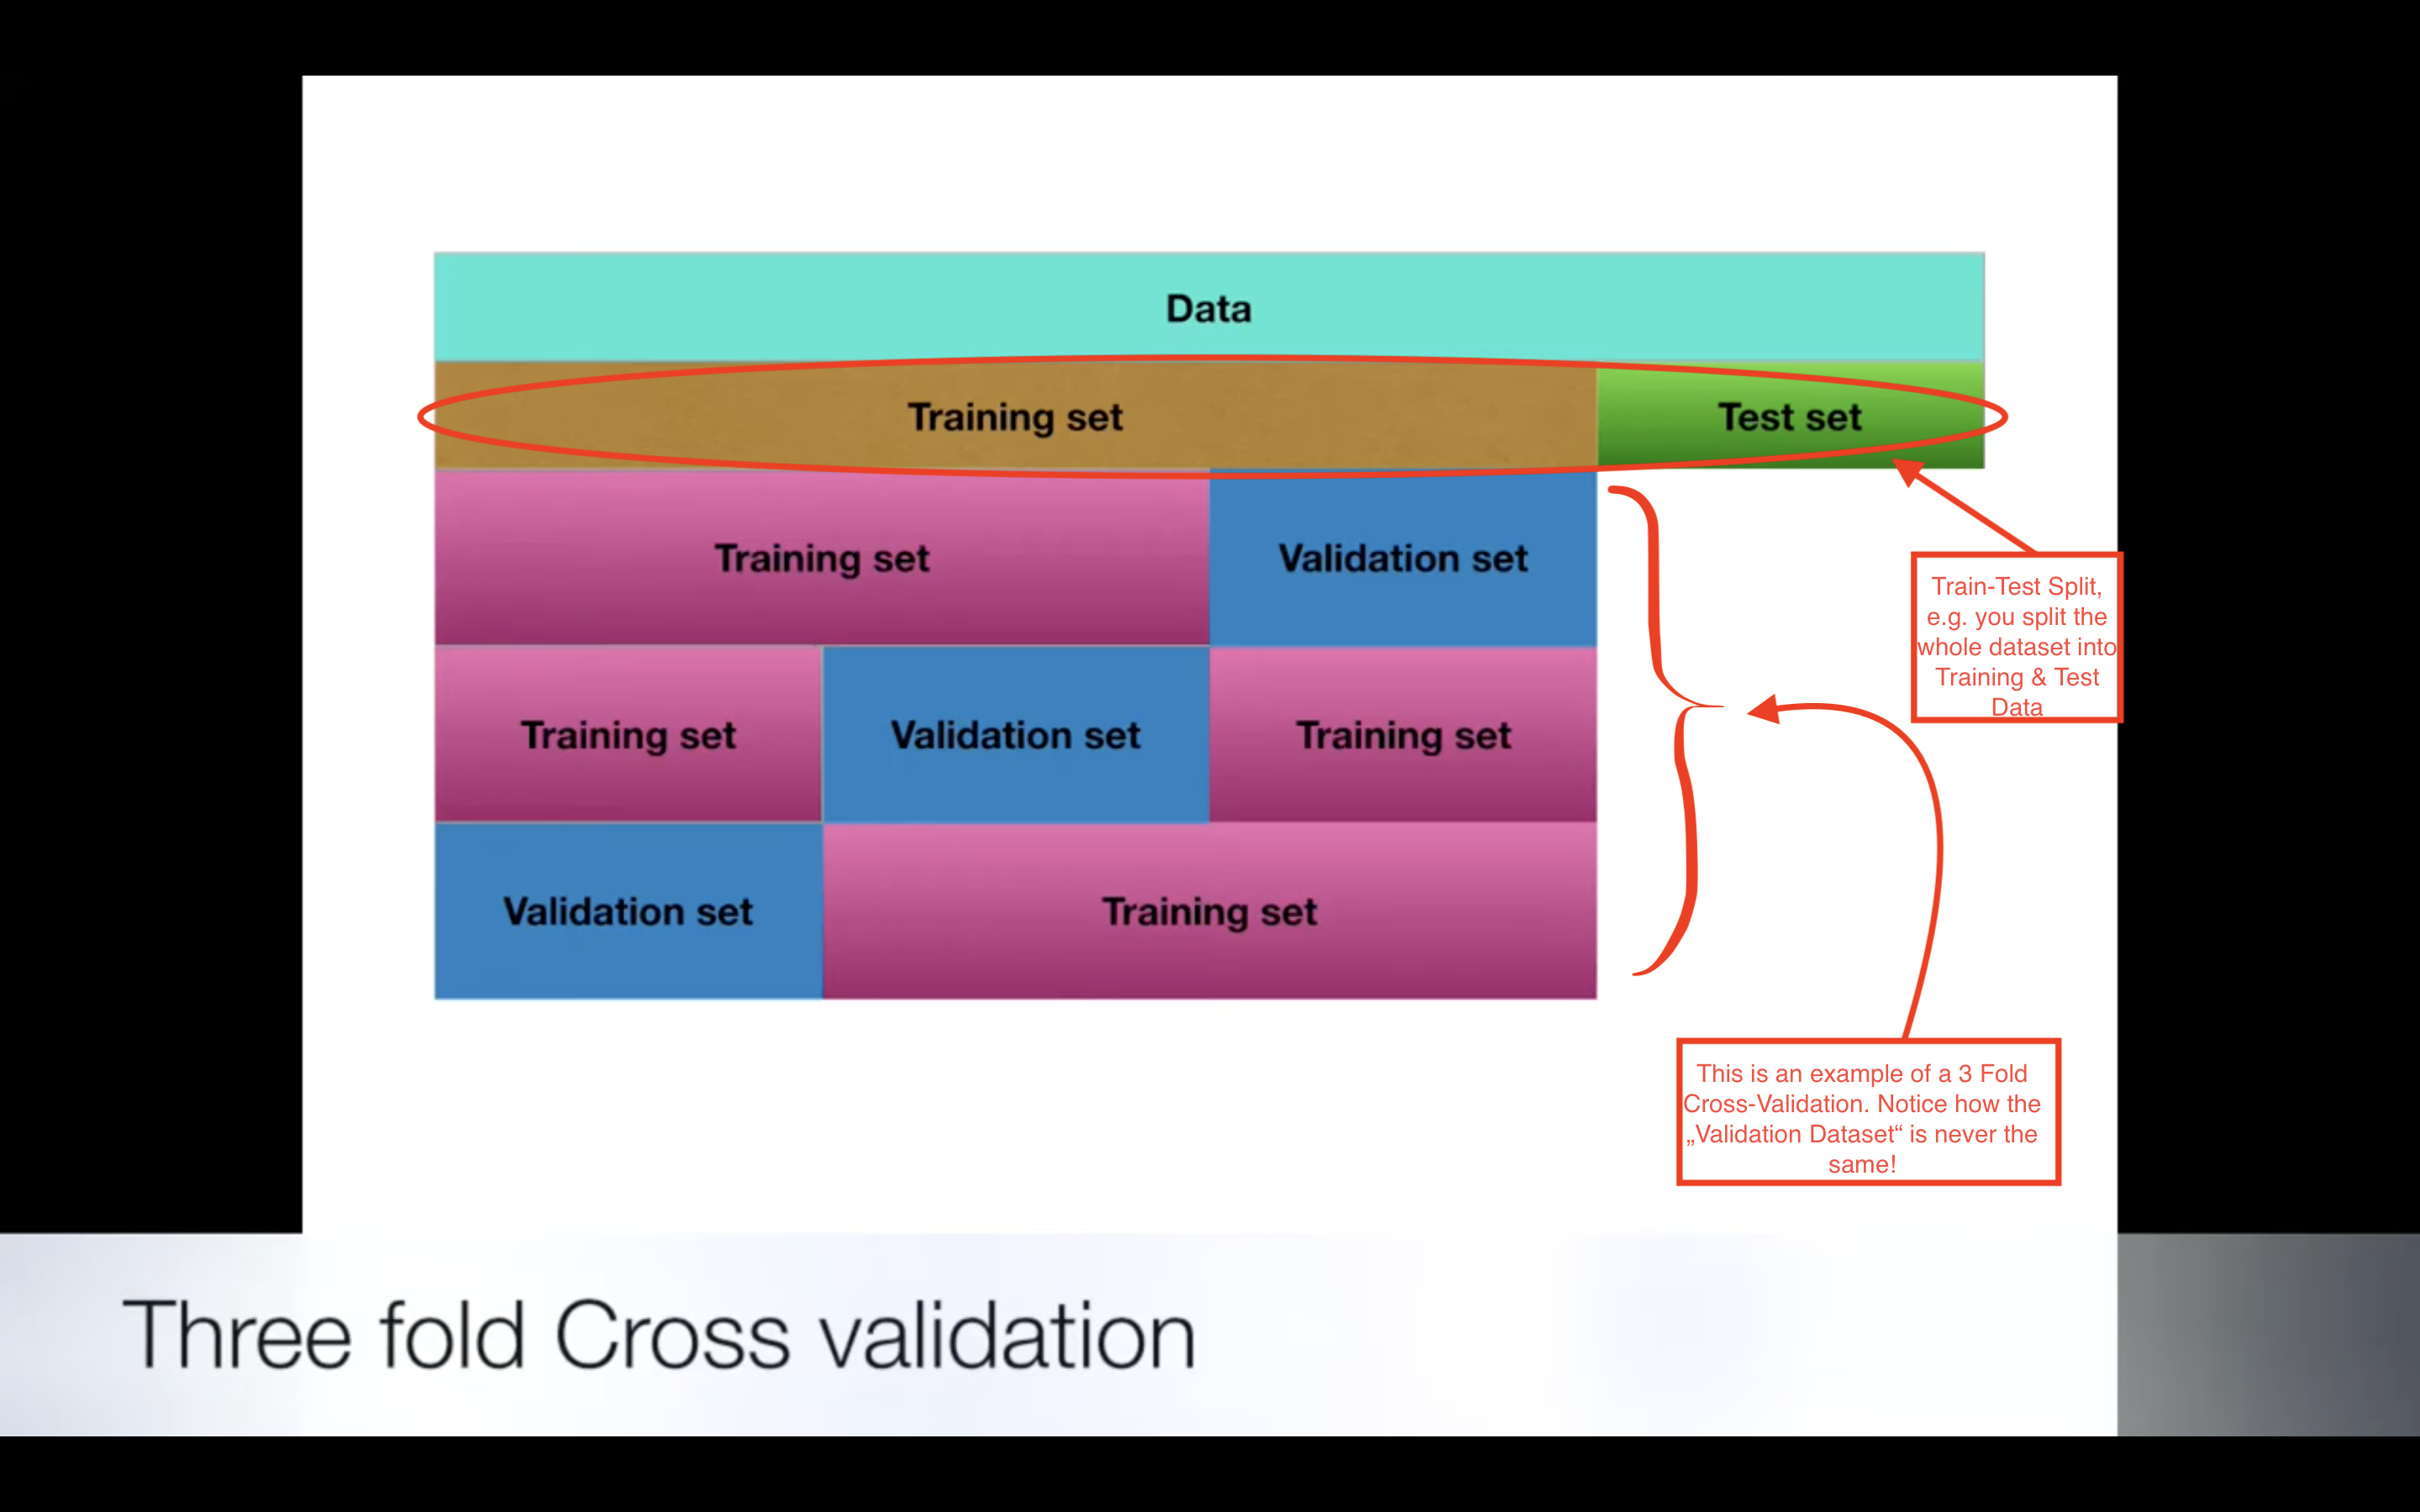 Data
Training set
Test set
Training set
Validation set
Train-Test Split,
e.g. you split the
whole dataset into
Training & Test
Data
Training set
Validation set
Training set
Validation set
Training set
This is an example of a 3 Fold
Cross-Validation. Notice how the
„Validation Dataset“ is never the
same!
Three fold Cross validation